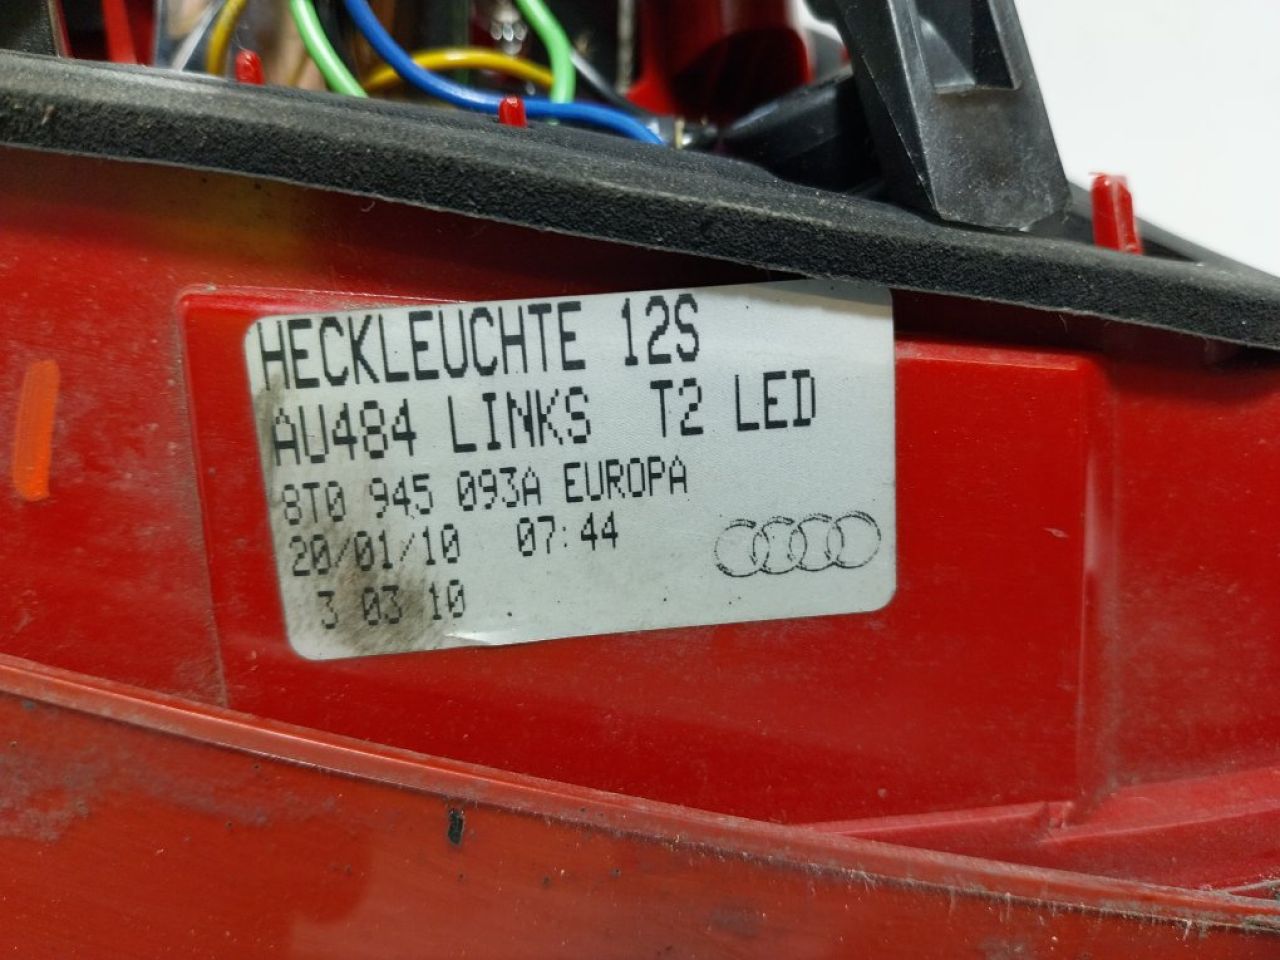 HECKLEUCHTE 12S
AU484 LINKS T2 LED
8T0 945 093A EUROPA
20/01/10 07:44
3 03 10